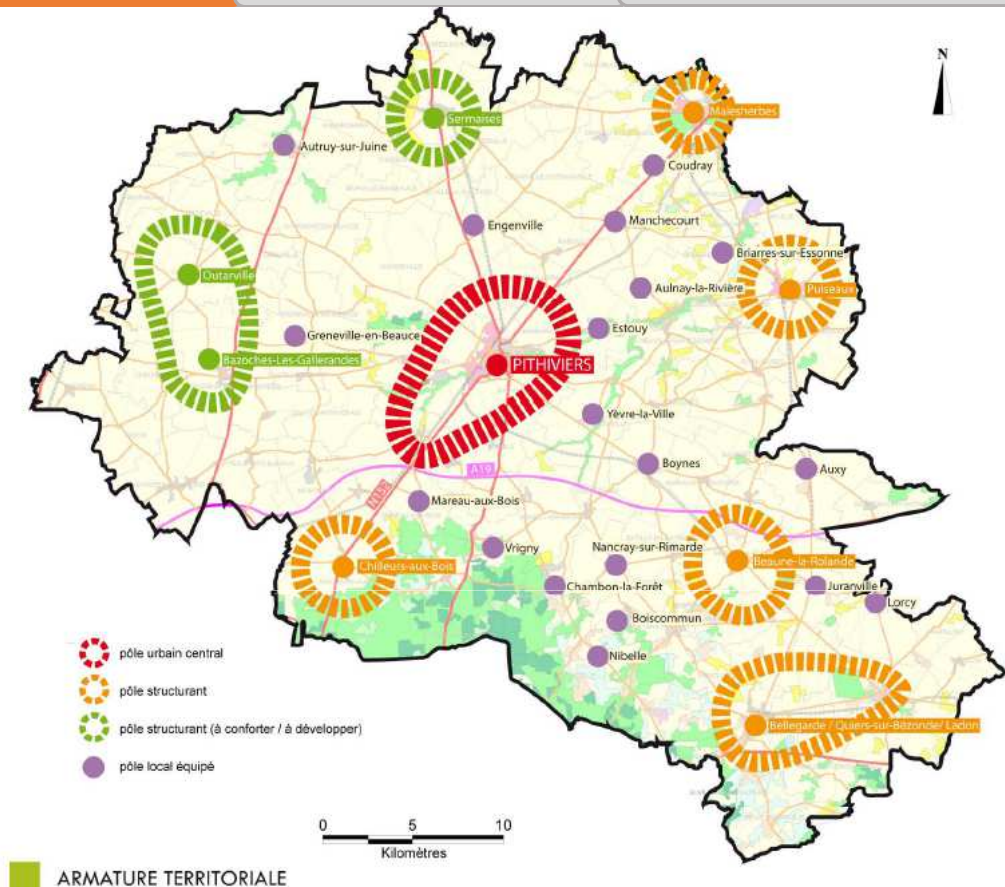 N
Sermaises
Malesherbes
Autruy-sur-Juine
Coudray
Manchecourt
Engenville
Briarres-sur-Essonne
Outarville
Aulnay-la-Rivière
Puiseaux
Greneville-en-Beauce
Estouy
Bazoches-Les-Gallerandes
PITHIVIERS
Yèvre-la-Ville
Boynes
Auxy
A19
N152
Mareau-aux-Bois
Vrigny
Nancray-sur-Rimarde
Beaune-la-Rolande
Chilleurs-aux-Bois
Chambon-la-Forêt
Juranville
Lorcy
Boiscommun
Nibelle
Bellegarde / Quiers-sur-Bézonde/ Ladon
pôle urbain central
pôle structurant
pôle structurant (à conforter / à développer)
pôle local équipé
0 5 10
Kilomètres
ARMATURE TERRITORIALE